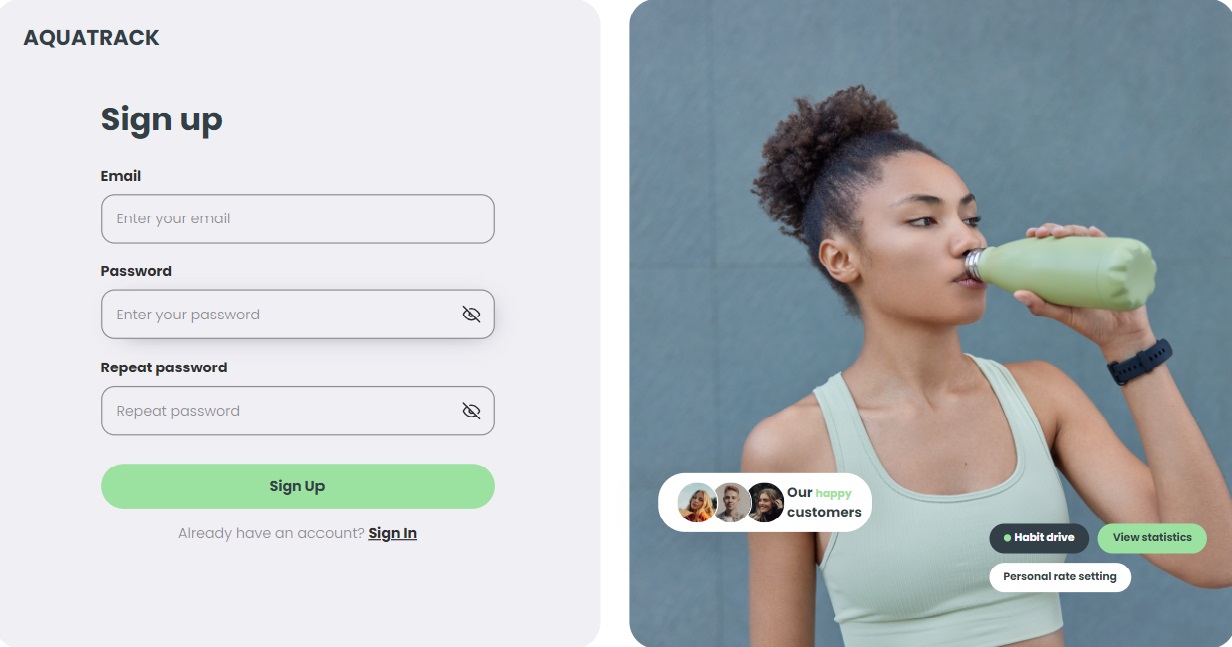 AQUATRACK
Sign up
Email
Enter your email
Password
Enter your password
Repeat password
Repeat password
Sign Up
Already have an account? Sign In
Our happy
customers
Habit drive
View statistics
Personal rate setting